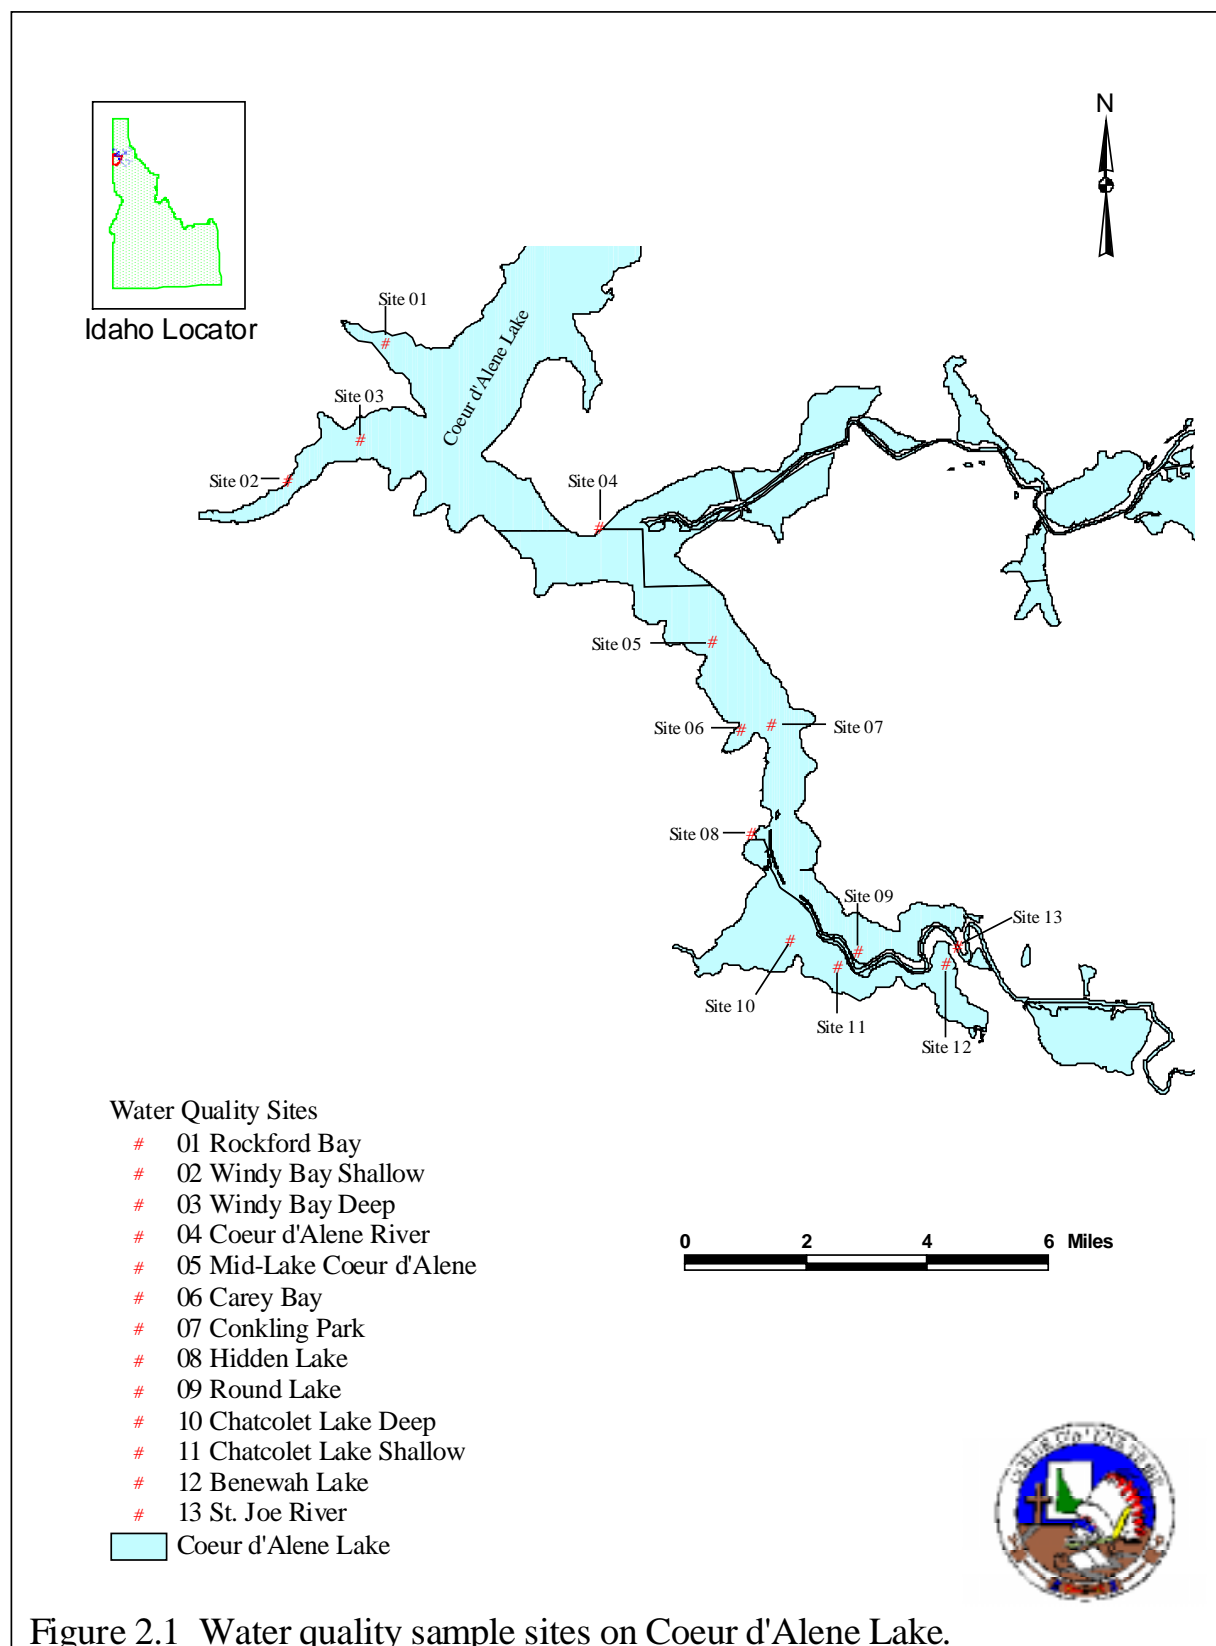 N
Idaho Locator
Site 01
Coeur d'Alene Lake
Site 03
Site 02
Site 04
Site 05
Site 06
Site 07
Site 08
Site 09
Site 13
Site 10
Site 11
Site 12
Water Quality Sites
# 01 Rockford Bay
# 02 Windy Bay Shallow
# 03 Windy Bay Deep
# 04 Coeur d'Alene River
# 05 Mid-Lake Coeur d'Alene
# 06 Carey Bay
# 07 Conkling Park
# 08 Hidden Lake
# 09 Round Lake
# 10 Chatcolet Lake Deep
# 11 Chatcolet Lake Shallow
# 12 Benewah Lake
# 13 St. Joe River
Coeur d'Alene Lake
0 2 4 6 Miles
Figure 2.1 Water quality sample sites on Coeur d'Alene Lake.